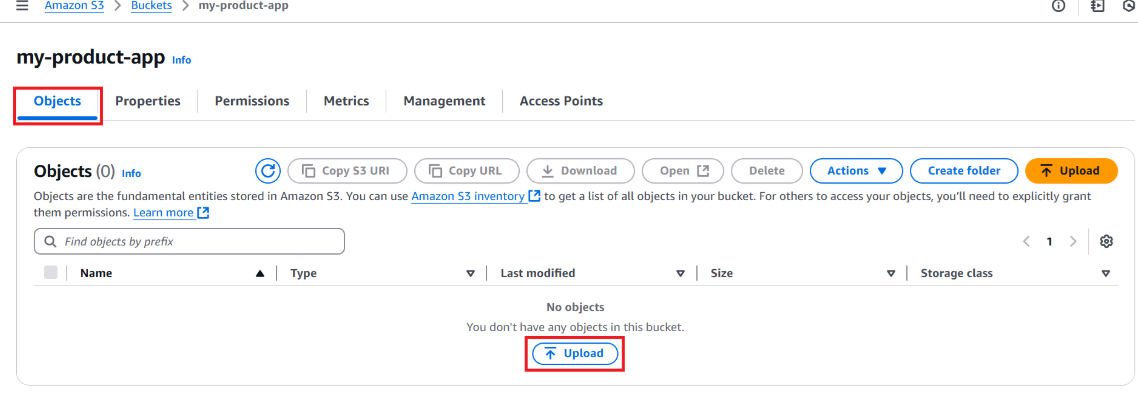 Amazon S3 > Buckets > my-product-app
my-product-app Info
Objects Properties Permissions Metrics Management Access Points
Objects (0) Info Copy S3 URI Copy URL Download Open Delete Actions Create folder Upload
Objects are the fundamental entities stored in Amazon S3. You can use Amazon S3 inventory to get a list of all objects in your bucket. For others to access your objects, you'll need to explicitly grant
them permissions. Learn more
Find objects by prefix < 1 >
Name Type Last modified Size Storage class
No objects
You don't have any objects in this bucket.
Upload